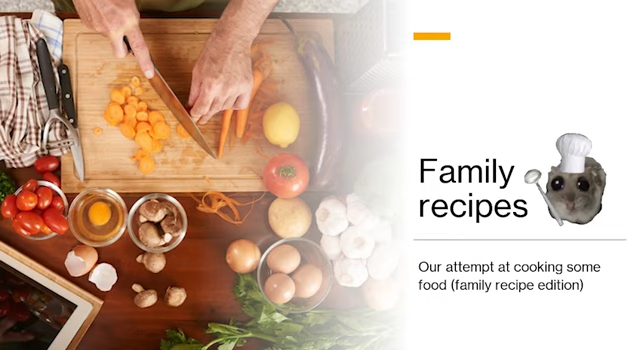 Family
recipes
Our attempt at cooking some
food (family recipe edition)